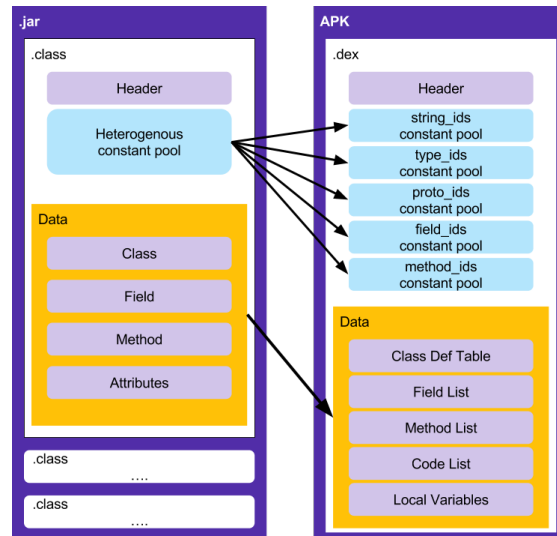 .jar
.class
Header
Heterogenous
constant pool
Data
Class
Field
Method
Attributes
.class
....
.class
....
APK
.dex
Header
string_ids
constant pool
type_ids
constant pool
proto_ids
constant pool
field_ids
constant pool
method_ids
constant pool
Data
Class Def Table
Field List
Method List
Code List
Local Variables